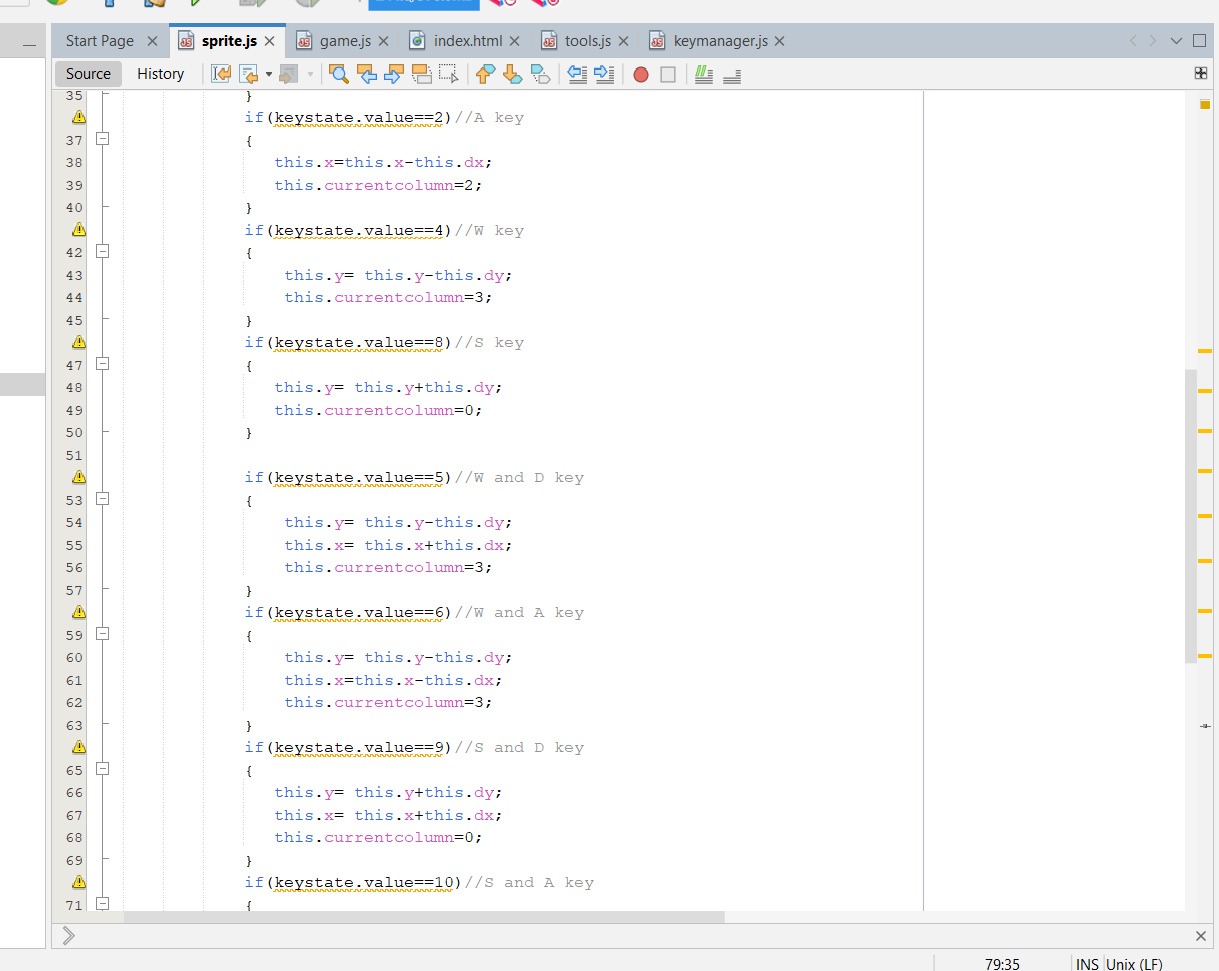 Start Page
sprite.js
game.js
index.html
tools.js
keymanager.js
Source
History
35 }
if(keystate.value==2)//A key
37 {
38 this.x=this.x-this.dx;
39 this.currentcolumn=2;
40 }
if(keystate.value==4)//W key
42 {
43 this.y= this.y-this.dy;
44 this.currentcolumn=3;
45 }
if(keystate.value==8)//S key
47 {
48 this.y= this.y+this.dy;
49 this.currentcolumn=0;
50 }
51
if(keystate.value==5)//W and D key
53 {
54 this.y= this.y-this.dy;
55 this.x= this.x+this.dx;
56 this.currentcolumn=3;
57 }
if(keystate.value==6)//W and A key
59 {
60 this.y= this.y-this.dy;
61 this.x=this.x-this.dx;
62 this.currentcolumn=3;
63 }
if(keystate.value==9)//S and D key
65 {
66 this.y= this.y+this.dy;
67 this.x= this.x+this.dx;
68 this.currentcolumn=0;
69 }
if(keystate.value==10)//S and A key
71 {
79:35
INS
Unix (LF)